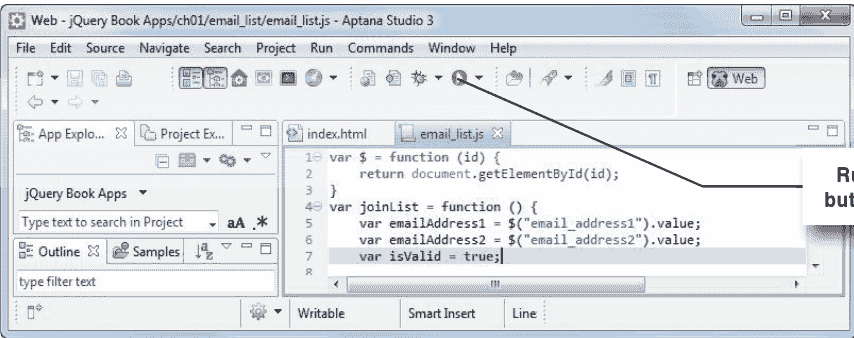 Web - jQuery Book Apps/ch01/email_list/email_list.js - Aptana Studio 3
File Edit Source Navigate Search Project Run Commands Window Help
Web
App Explo... Project Ex...
index.html email_list.js
jQuery Book Apps
Type text to search in Project aA .*
Outline Samples
type filter text
1 var $ = function (id) {
2 return document.getElementById(id);
3 }
4 var joinList = function () {
5 var emailAddress1 = $("email_address1").value;
6 var emailAddress2 = $("email_address2").value;
7 var isValid = true;
8
Writable Smart Insert Line